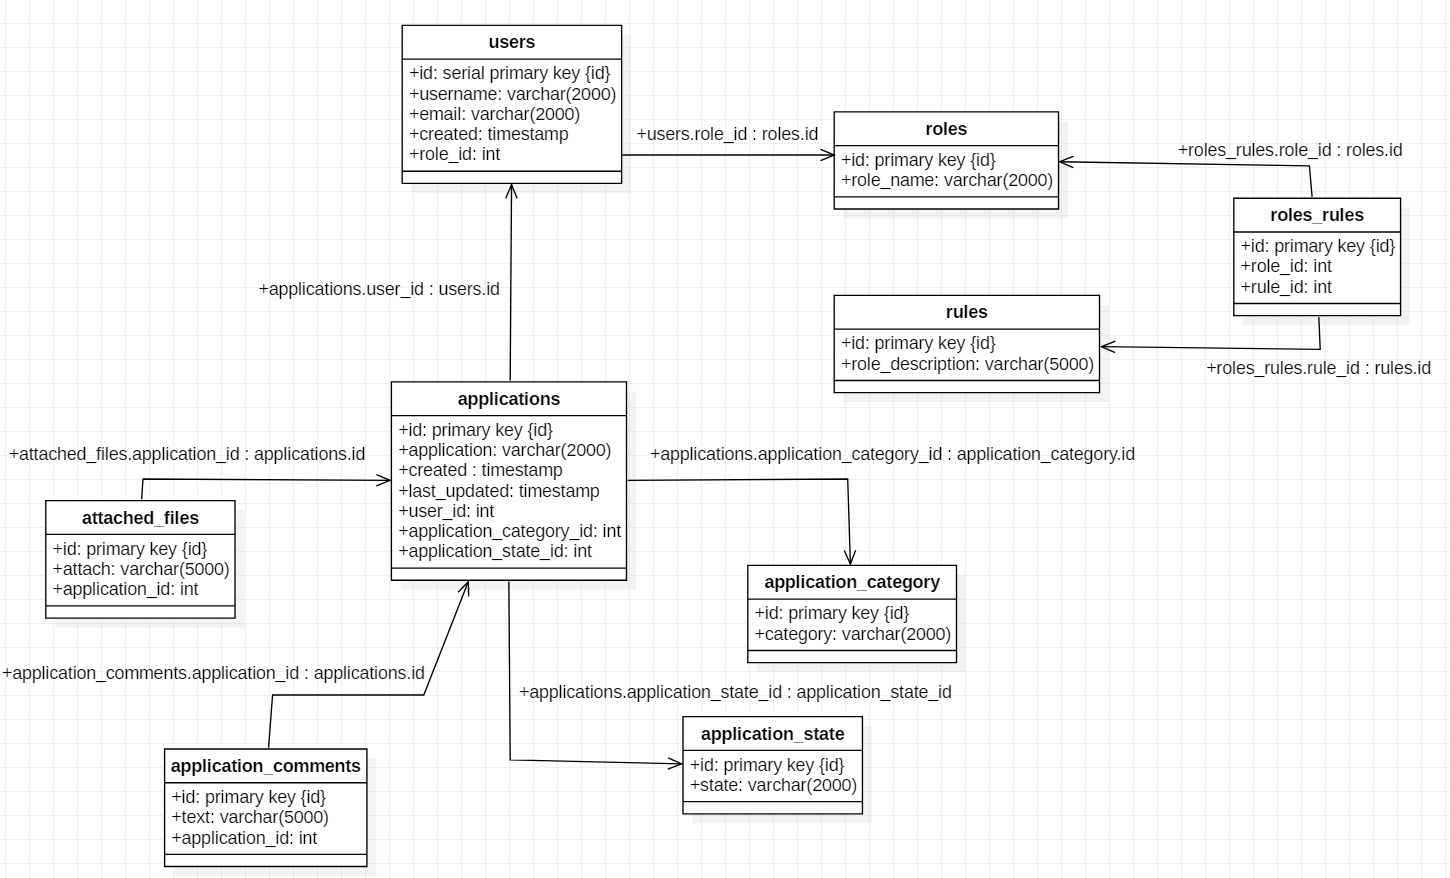 users
+id: serial primary key {id}
+username: varchar(2000)
+email: varchar(2000)
+created: timestamp
+role_id: int
+users.role_id : roles.id
roles
+id: primary key {id}
+role_name: varchar(2000)
+roles_rules.role_id : roles.id
roles_rules
+id: primary key {id}
+role_id: int
+rule_id: int
+applications.user_id : users.id
rules
+id: primary key {id}
+role_description: varchar(5000)
+roles_rules.rule_id : rules.id
applications
+id: primary key {id}
+application: varchar(2000)
+created : timestamp
+last_updated: timestamp
+user_id: int
+application_category_id: int
+application_state_id: int
+attached_files.application_id : applications.id
+applications.application_category_id : application_category.id
attached_files
+id: primary key {id}
+attach: varchar(5000)
+application_id: int
application_category
+id: primary key {id}
+category: varchar(2000)
+application_comments.application_id : applications.id
+applications.application_state_id : application_state_id
application_state
+id: primary key {id}
+state: varchar(2000)
application_comments
+id: primary key {id}
+text: varchar(5000)
+application_id: int